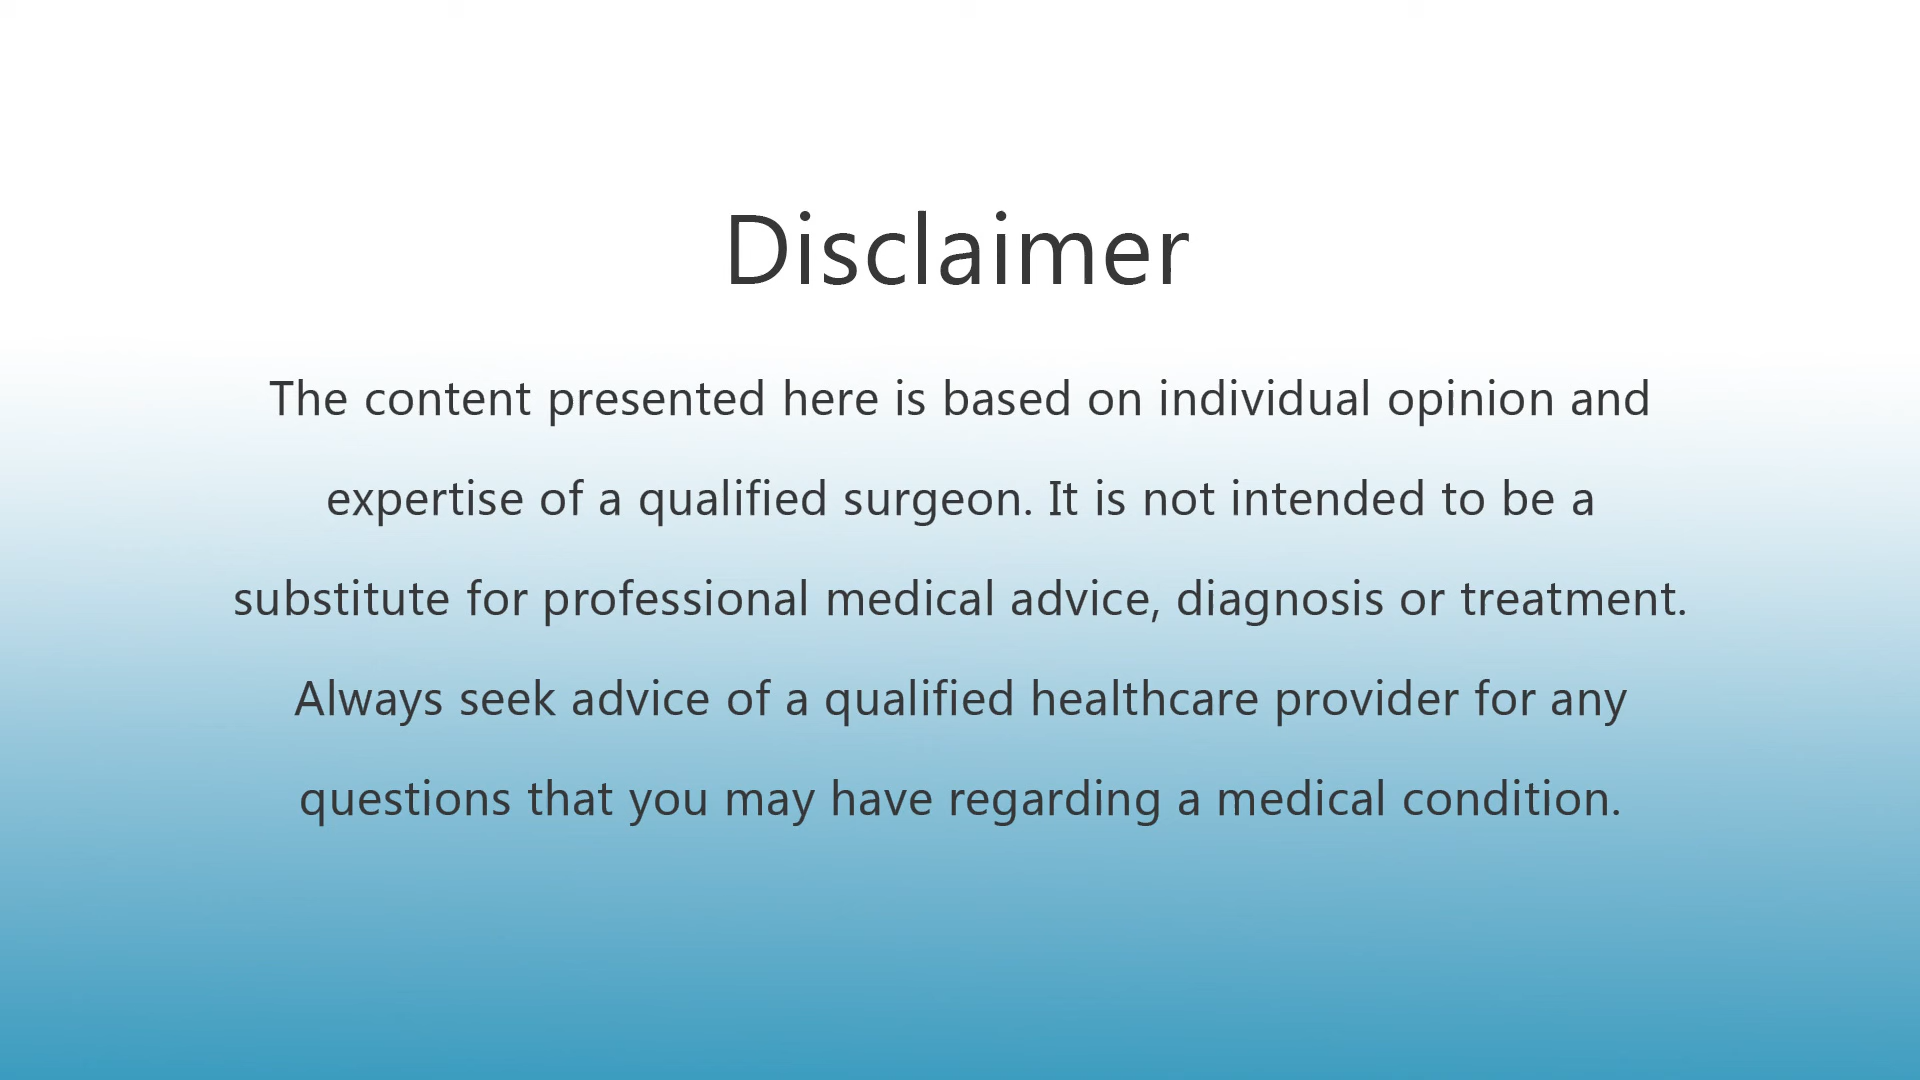 Disclaimer
The content presented here is based on individual opinion and
expertise of a qualified surgeon. It is not intended to be a
substitute for professional medical advice, diagnosis or treatment.
Always seek advice of a qualified healthcare provider for any
questions that you may have regarding a medical condition.